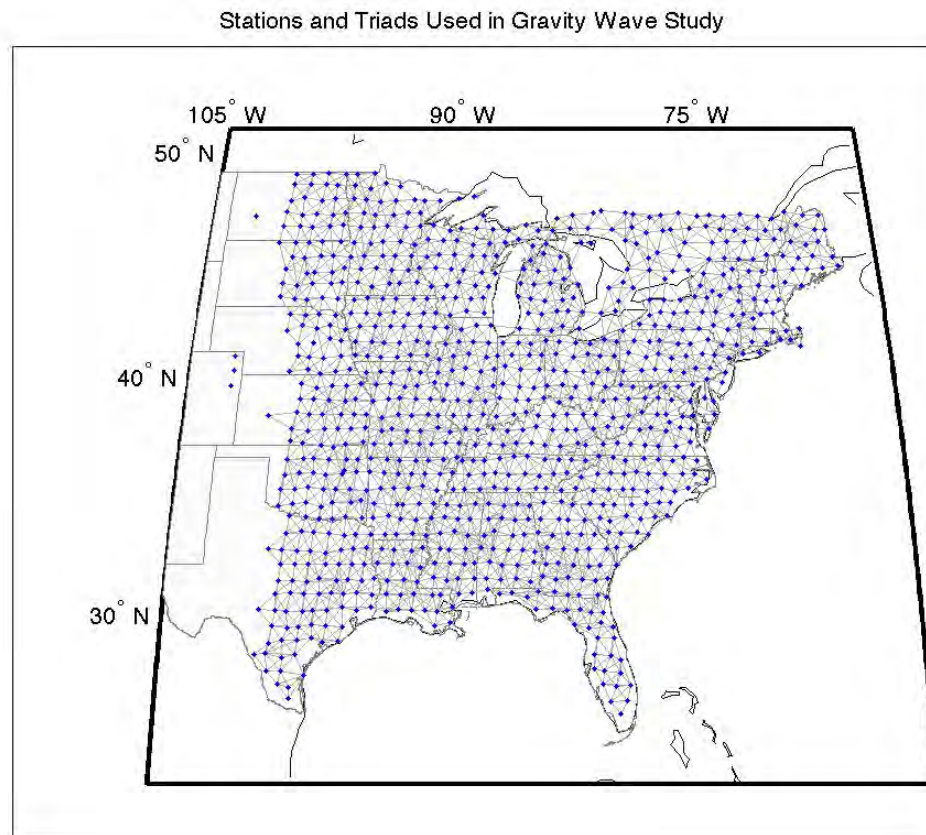 Stations and Triads Used in Gravity Wave Study
105° W
90° W
75° W
50° N
40° N
30° N